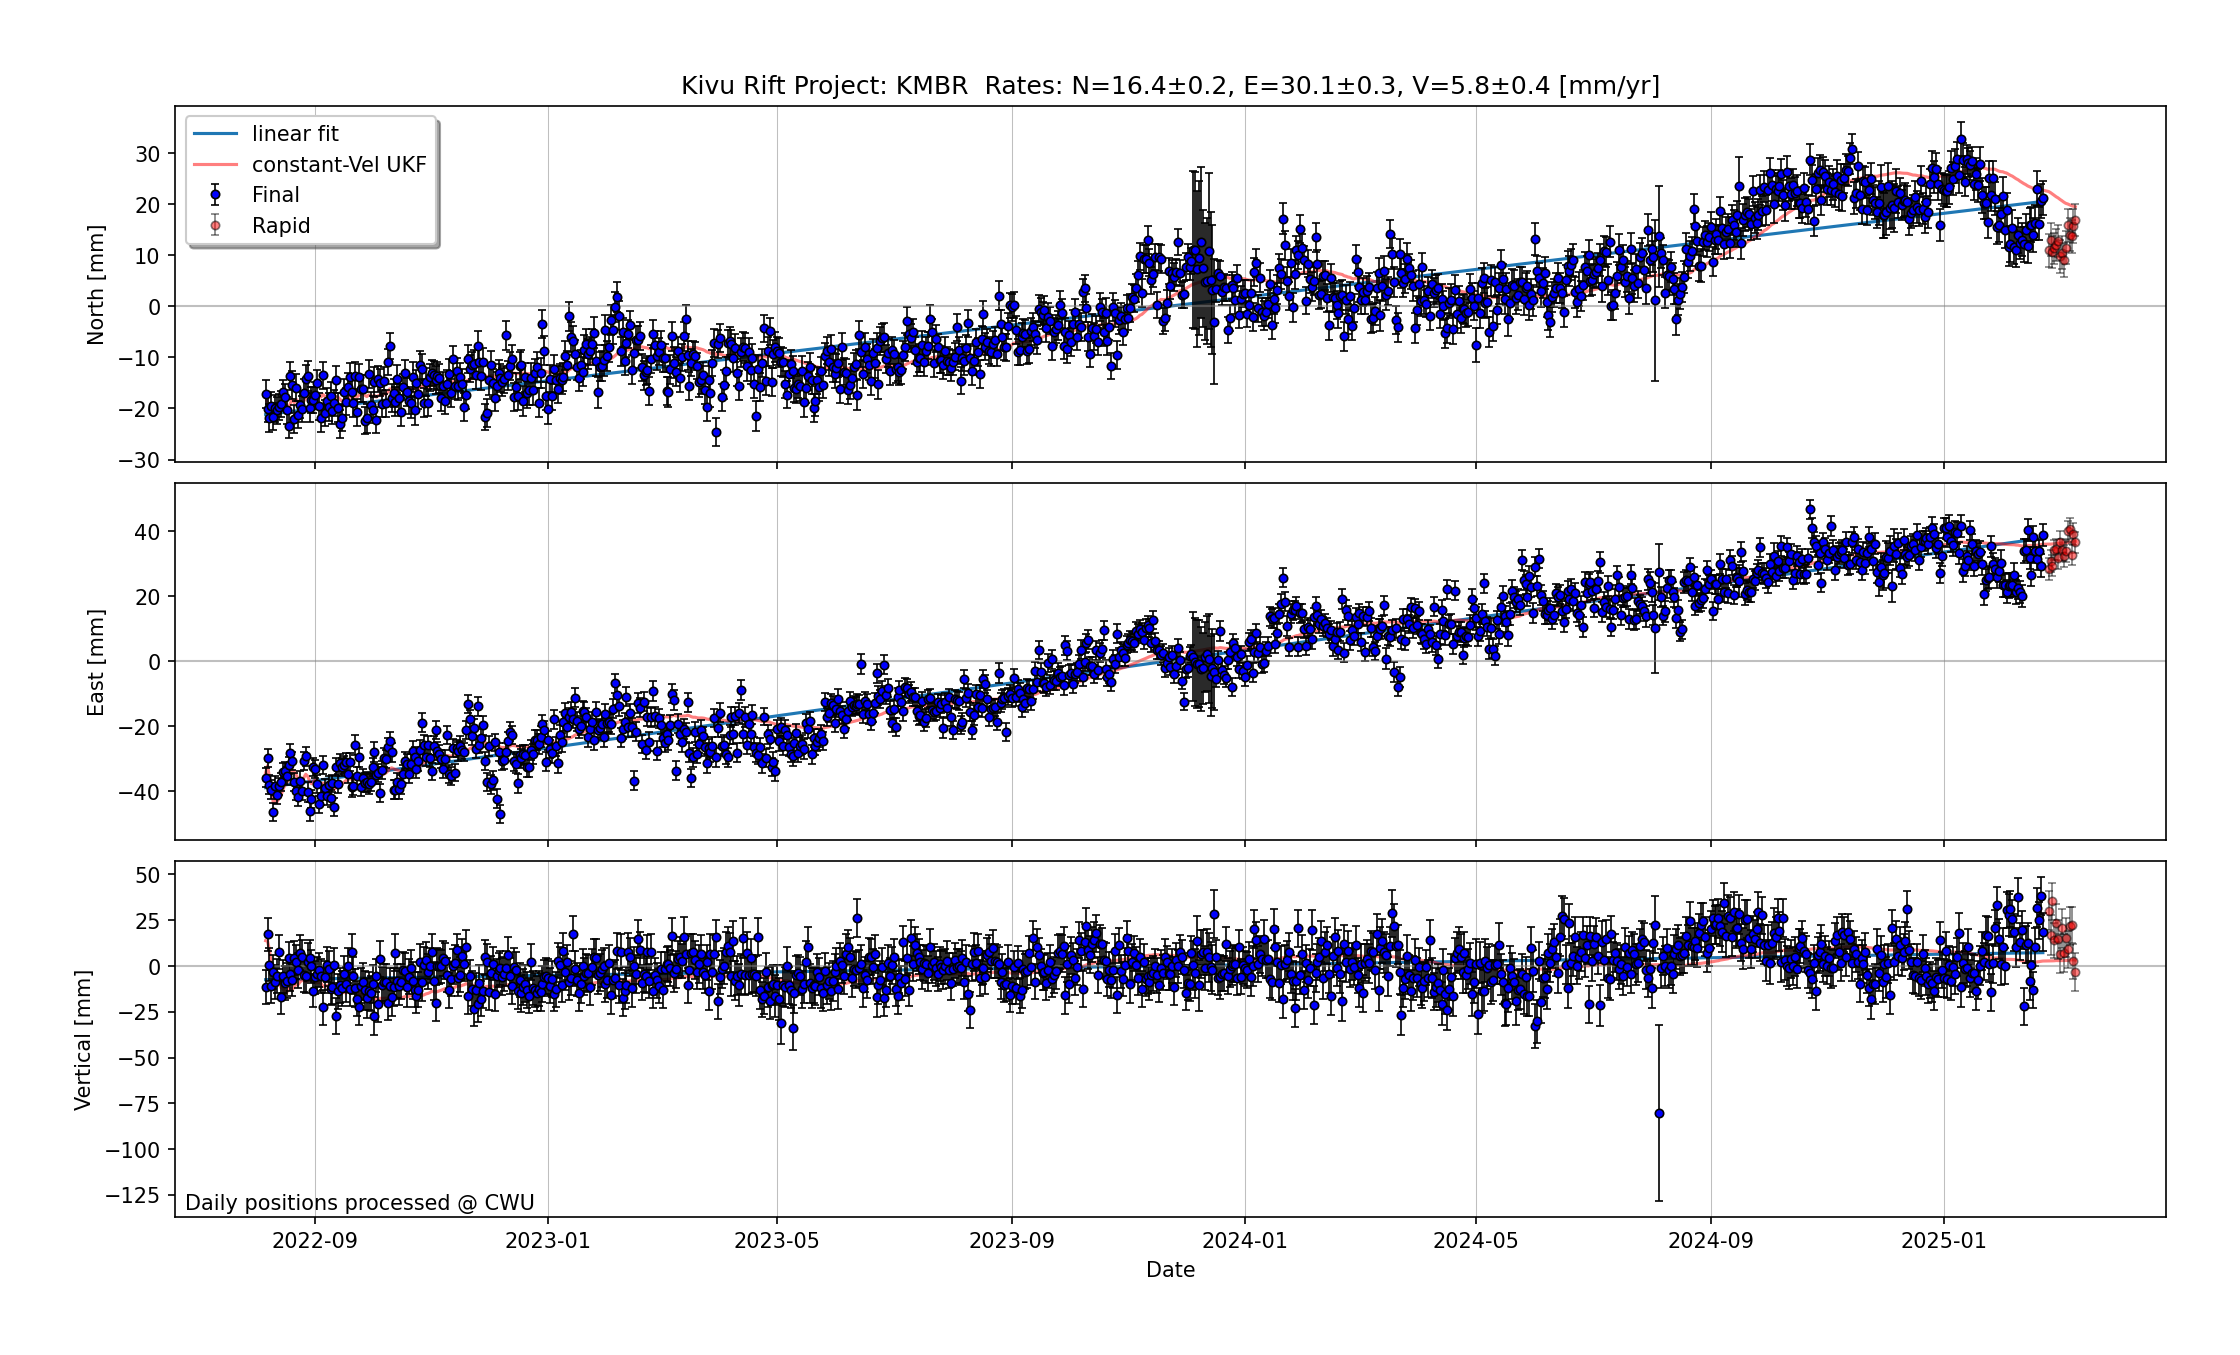 Kivu Rift Project: KMBR  Rates: N=16.4±0.2, E=30.1±0.3, V=5.8±0.4 [mm/yr]
linear fit
constant-Vel UKF
Final
Rapid
North [mm]
30
20
10
0
−10
−20
−30
East [mm]
40
20
0
−20
−40
Vertical [mm]
50
25
0
−25
−50
−75
−100
−125
Daily positions processed @ CWU
2022-09 2023-01 2023-05 2023-09 2024-01 2024-05 2024-09 2025-01
Date